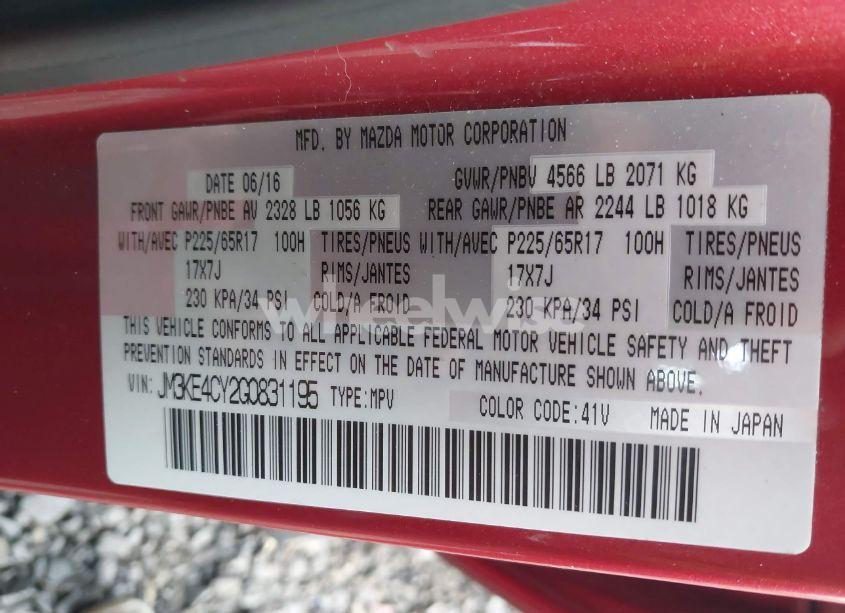 MFD. BY MAZDA MOTOR CORPORATION
DATE 06/16 GVWR/PNBV 4566 LB 2071 KG
FRONT GAWR/PNBE AV 2328 LB 1056 KG REAR GAWR/PNBE AR 2244 LB 1018 KG
WITH/AVEC P225/65R17 100H TIRES/PNEUS WITH/AVEC P225/65R17 100H TIRES/PNEUS
17X7J RIMS/JANTES 17X7J RIMS/JANTES
230 KPA/34 PSI COLD/A FROID 230 KPA/34 PSI COLD/A FROID
wheelwise
THIS VEHICLE CONFORMS TO ALL APPLICABLE FEDERAL MOTOR VEHICLE SAFETY AND THEFT
PREVENTION STANDARDS IN EFFECT ON THE DATE OF MANUFACTURE SHOWN ABOVE.
VIN: JM3KE4CY2G0831195 TYPE:MPV COLOR CODE:41V MADE IN JAPAN